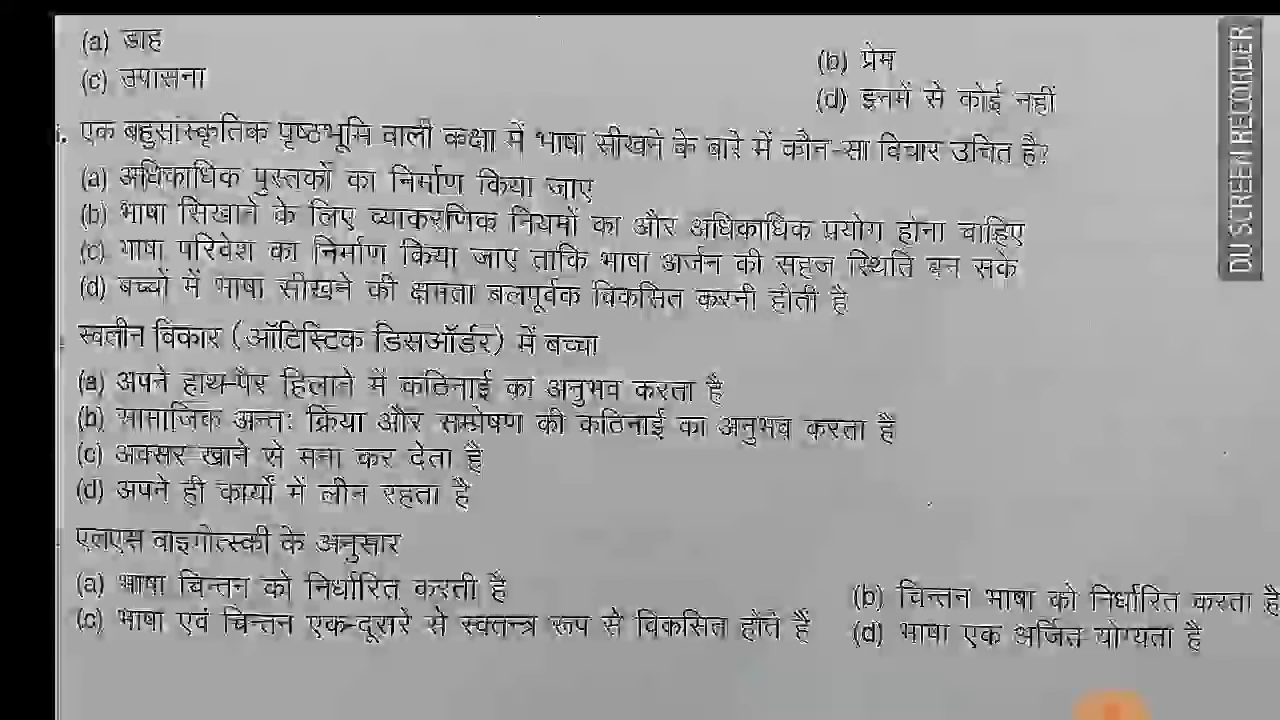 (a) डाह
(b) प्रेम
(c) उपासना
(d) इनमें से कोई नहीं
एक बहुसांस्कृतिक पृष्ठभूमि वाली कक्षा में भाषा सीखने के बारे में कौन-सा विचार उचित है?
(a) अधिकाधिक पुस्तकों का निर्माण किया जाए
(b) भाषा सिखाने के लिए व्याकरणिक नियमों का और अधिकाधिक प्रयोग होना चाहिए
(c) भाषा परिवेश का निर्माण किया जाए ताकि भाषा अर्जन की सहज स्थिति बन सके
(d) बच्चों में भाषा सीखने की क्षमता बलपूर्वक विकसित करनी होती है
स्वलीन विकार (ऑटिस्टिक डिसऑर्डर) में बच्चा
(a) अपने हाथ-पैर हिलाने में कठिनाई का अनुभव करता है
(b) सामाजिक अन्तः क्रिया और सम्प्रेषण की कठिनाई का अनुभव करता है
(c) अक्सर खाने से मना कर देता है
(d) अपने ही कार्यों में लीन रहता है
एलएस वाइगोत्स्की के अनुसार
(a) भाषा चिन्तन को निर्धारित करती है
(b) चिन्तन भाषा को निर्धारित करता है
(c) भाषा एवं चिन्तन एक-दूसरे से स्वतन्त्र रूप से विकसित होते हैं
(d) भाषा एक अर्जित योग्यता है
DU SCREEN RECORDER